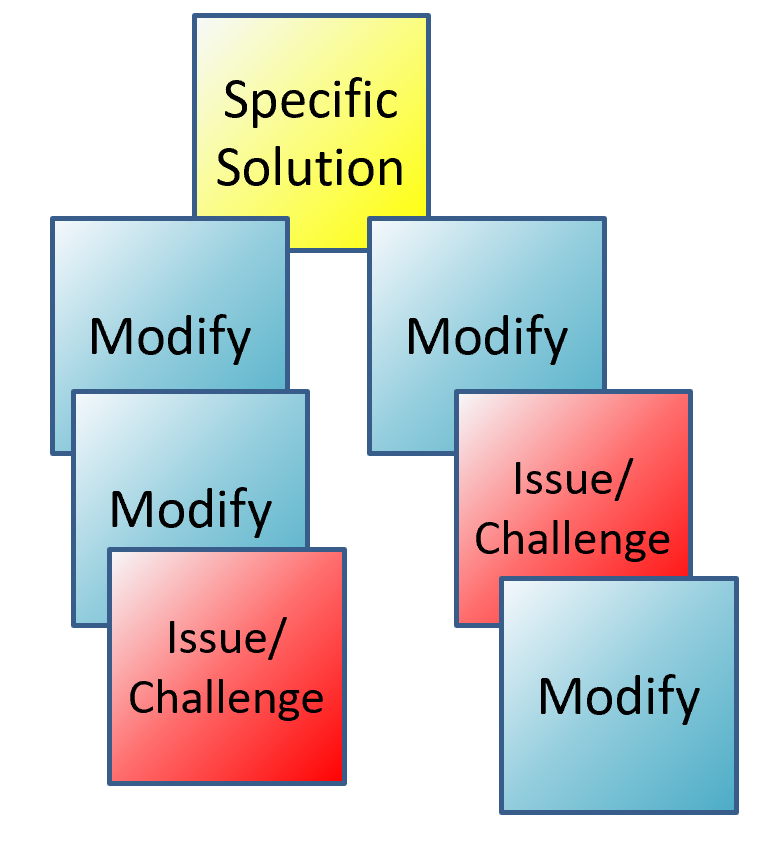 Specific
Solution
Modify
Modify
Modify
Issue/
Challenge
Issue/
Challenge
Modify